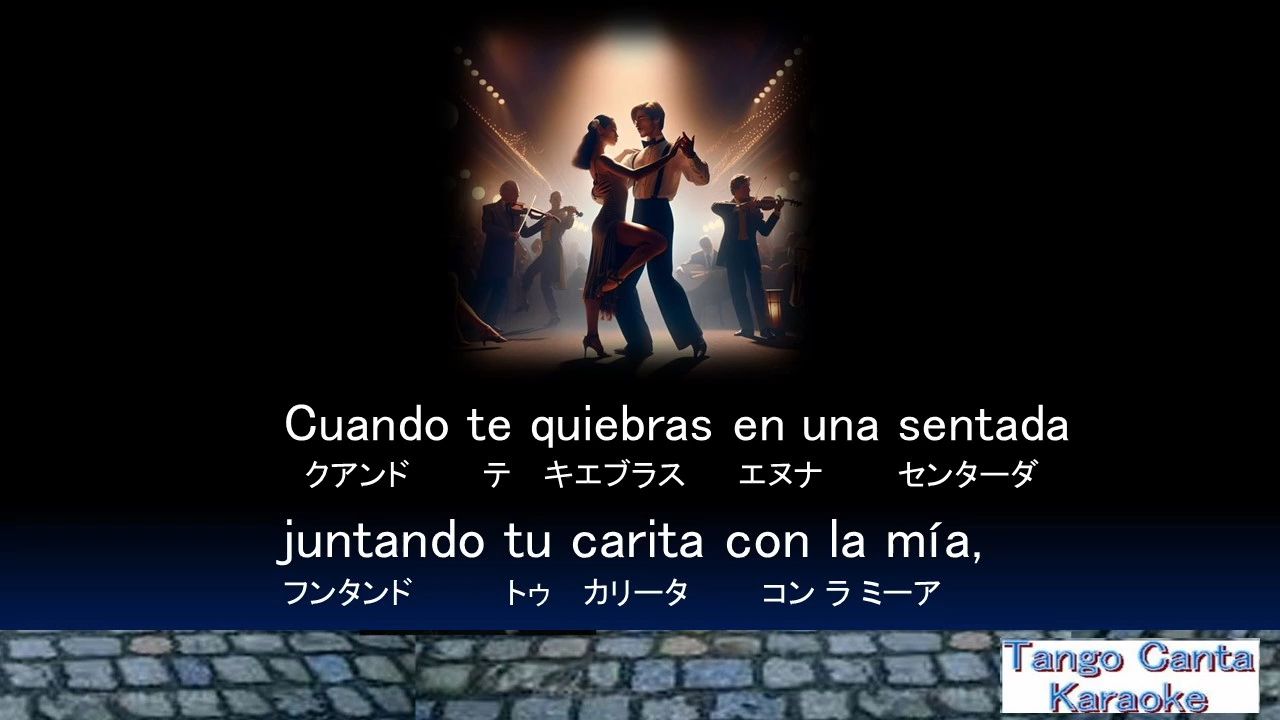 Cuando te quiebras en una sentada
クアンド テ キエブラス エヌナ センターダ
juntando tu carita con la mía,
フンタンド トゥ カリータ コン ラ ミーア
Tango Canta
Karaoke